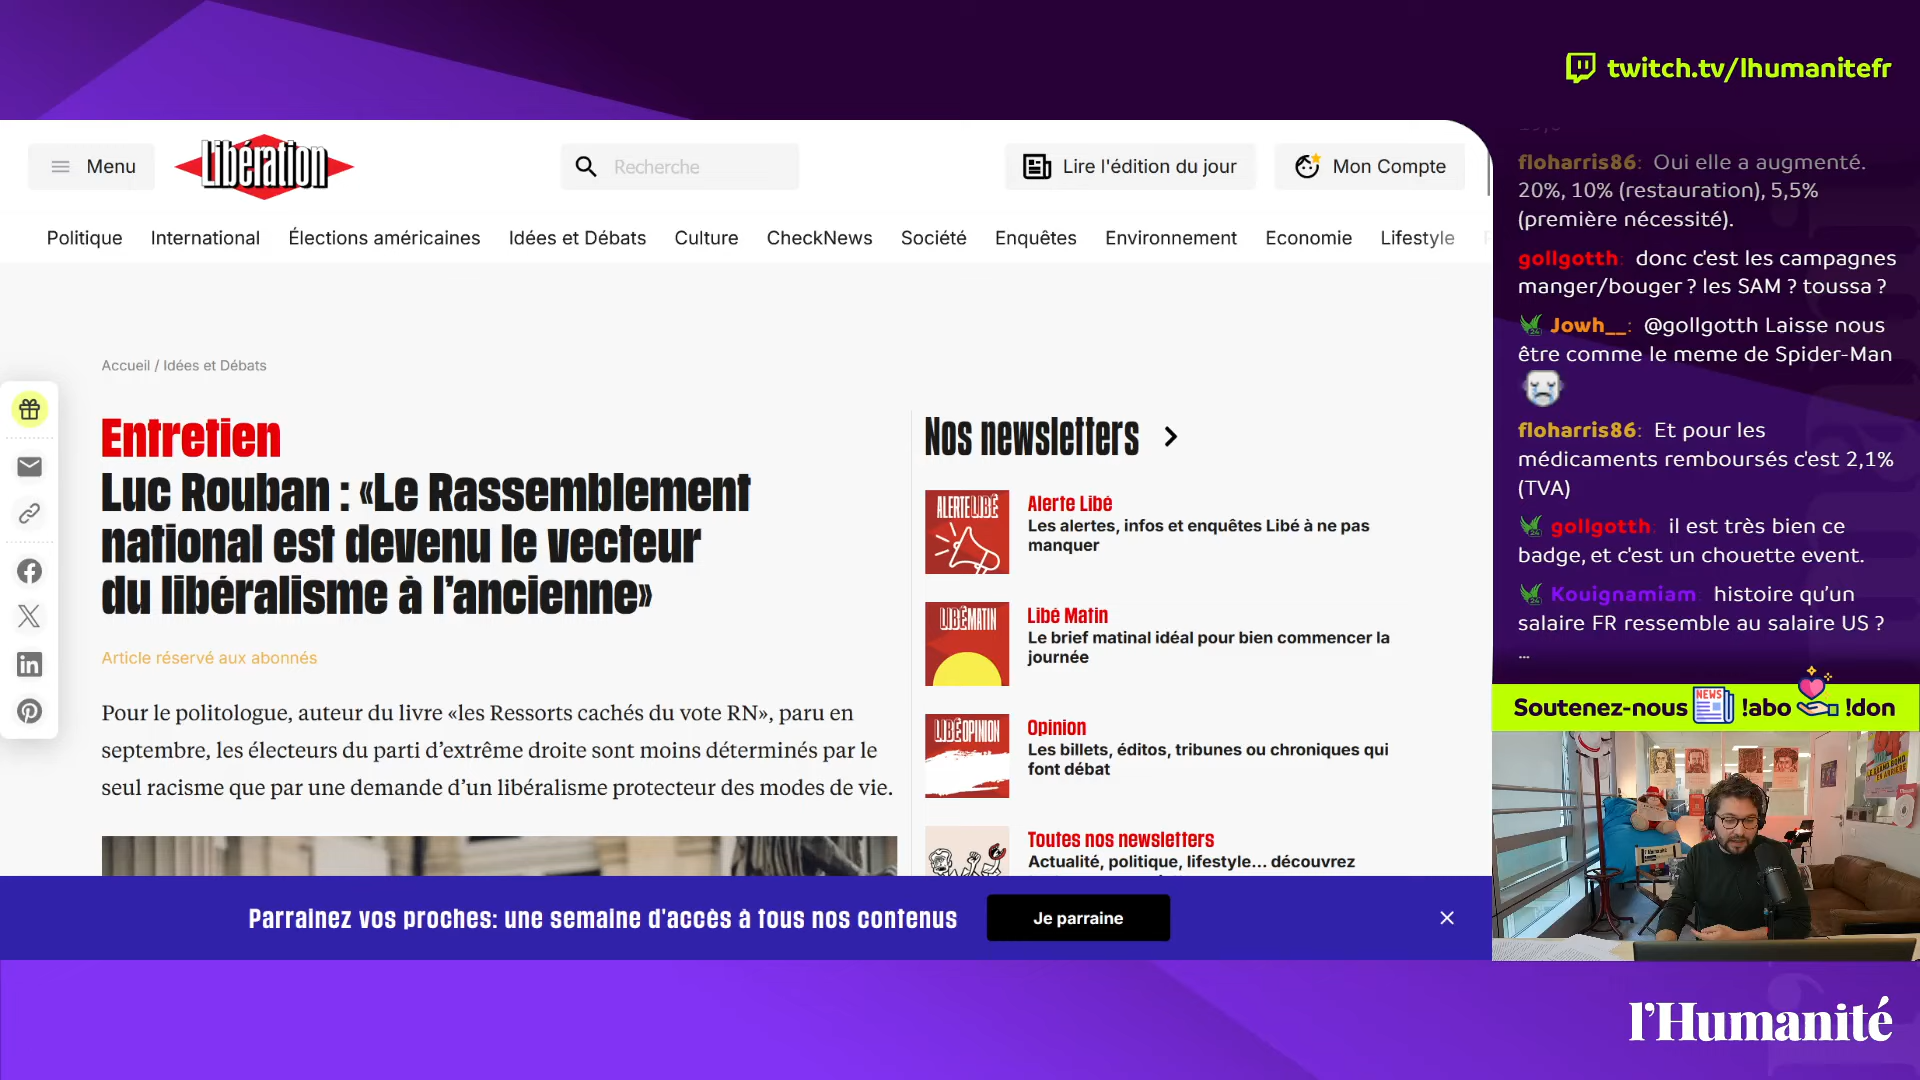 twitch.tv/lhumanitefr
Menu
Libération
Recherche
Lire l'édition du jour
Mon Compte
Politique International Élections américaines Idées et Débats Culture CheckNews Société Enquêtes Environnement Economie Lifestyle
Accueil / Idées et Débats
Entretien
Luc Rouban : «Le Rassemblement
national est devenu le vecteur
du libéralisme à l'ancienne»
Article réservé aux abonnés
Pour le politologue, auteur du livre «les Ressorts cachés du vote RN», paru en
septembre, les électeurs du parti d'extrême droite sont moins déterminés par le
seul racisme que par une demande d'un libéralisme protecteur des modes de vie.
Nos newsletters
ALERTE LIBÉ
Alerte Libé
Les alertes, infos et enquêtes Libé à ne pas
manquer
LIBÉ MATIN
Libé Matin
Le brief matinal idéal pour bien commencer la
journée
LIBÉ OPINION
Opinion
Les billets, éditos, tribunes ou chroniques qui
font débat
Toutes nos newsletters
Actualité, politique, lifestyle... découvrez
Parrainez vos proches: une semaine d'accès à tous nos contenus
Je parraine
floharris86: Oui elle a augmenté.
20%, 10% (restauration), 5,5%
(première nécessité).
gollgotth: donc c'est les campagnes
manger/bouger ? les SAM ? toussa ?
Jowh__: @gollgotth Laisse nous
être comme le meme de Spider-Man
floharris86: Et pour les
médicaments remboursés c'est 2,1%
(TVA)
gollgotth: il est très bien ce
badge, et c'est un chouette event.
Kouignamiam: histoire qu'un
salaire FR ressemble au salaire US ?
...
Soutenez-nous NEWS !abo !don
l'Humanité